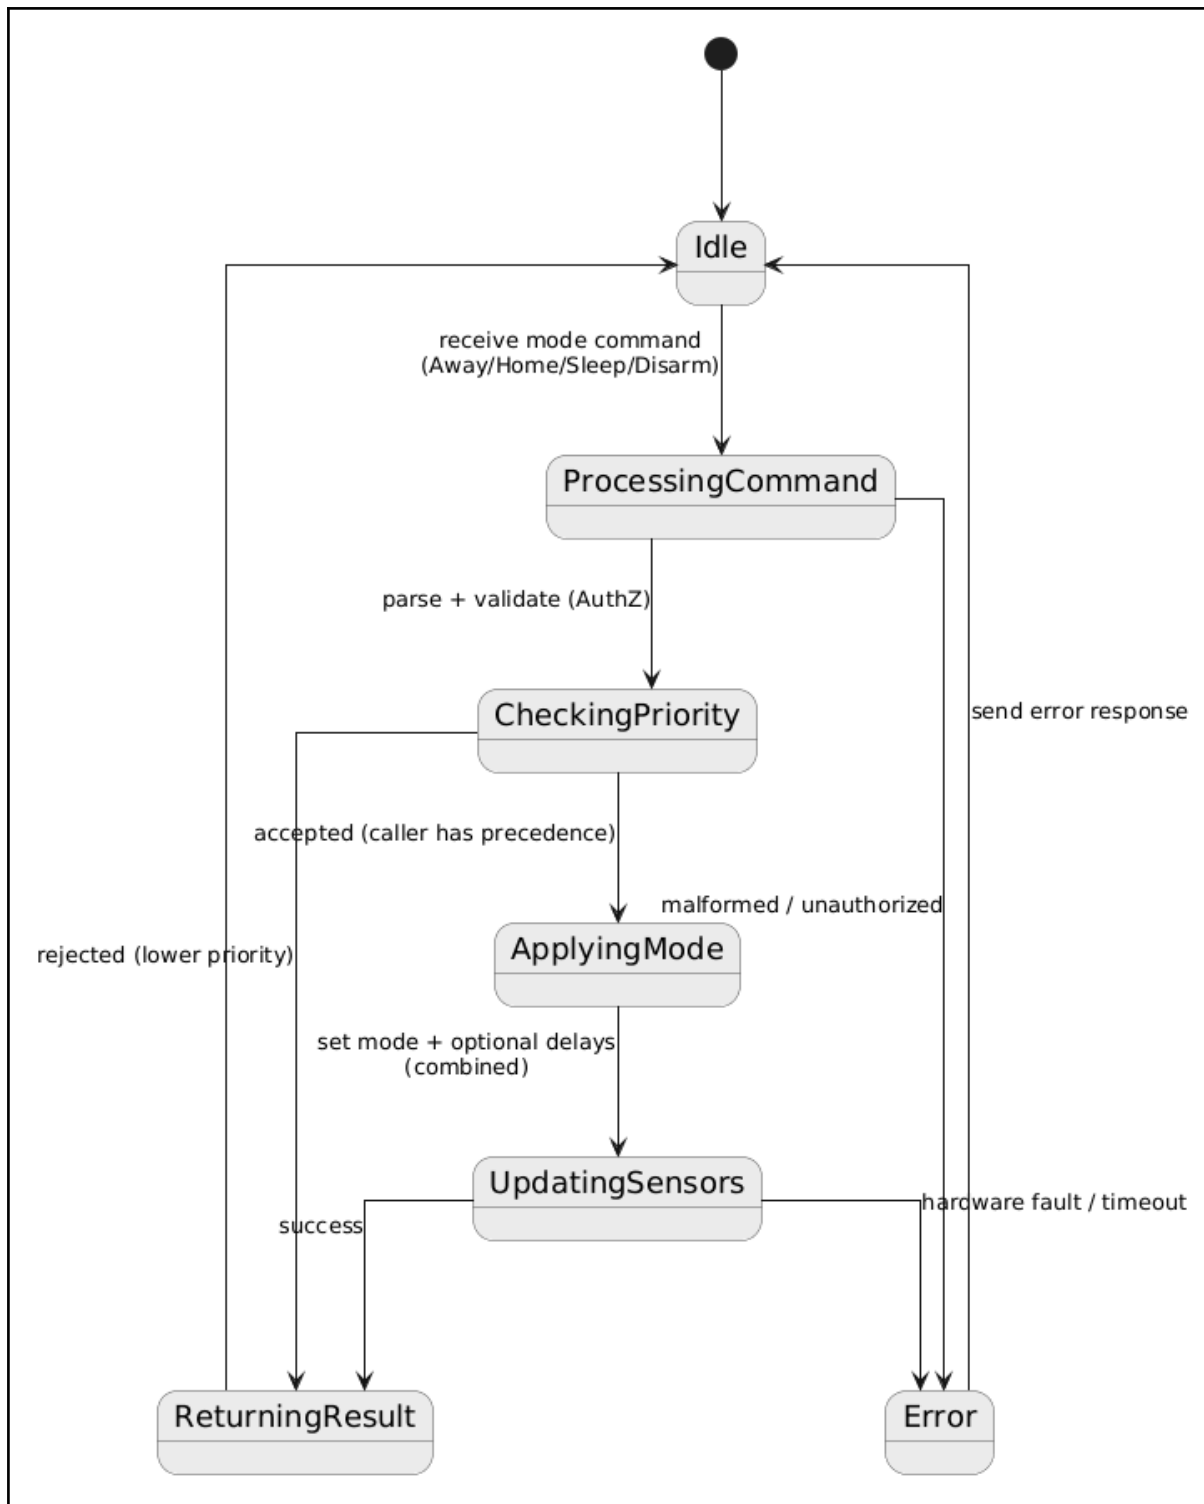 Idle
receive mode command
(Away/Home/Sleep/Disarm)
ProcessingCommand
parse + validate (AuthZ)
CheckingPriority
send error response
accepted (caller has precedence)
malformed / unauthorized
ApplyingMode
rejected (lower priority)
set mode + optional delays
(combined)
UpdatingSensors
hardware fault / timeout
success
ReturningResult
Error